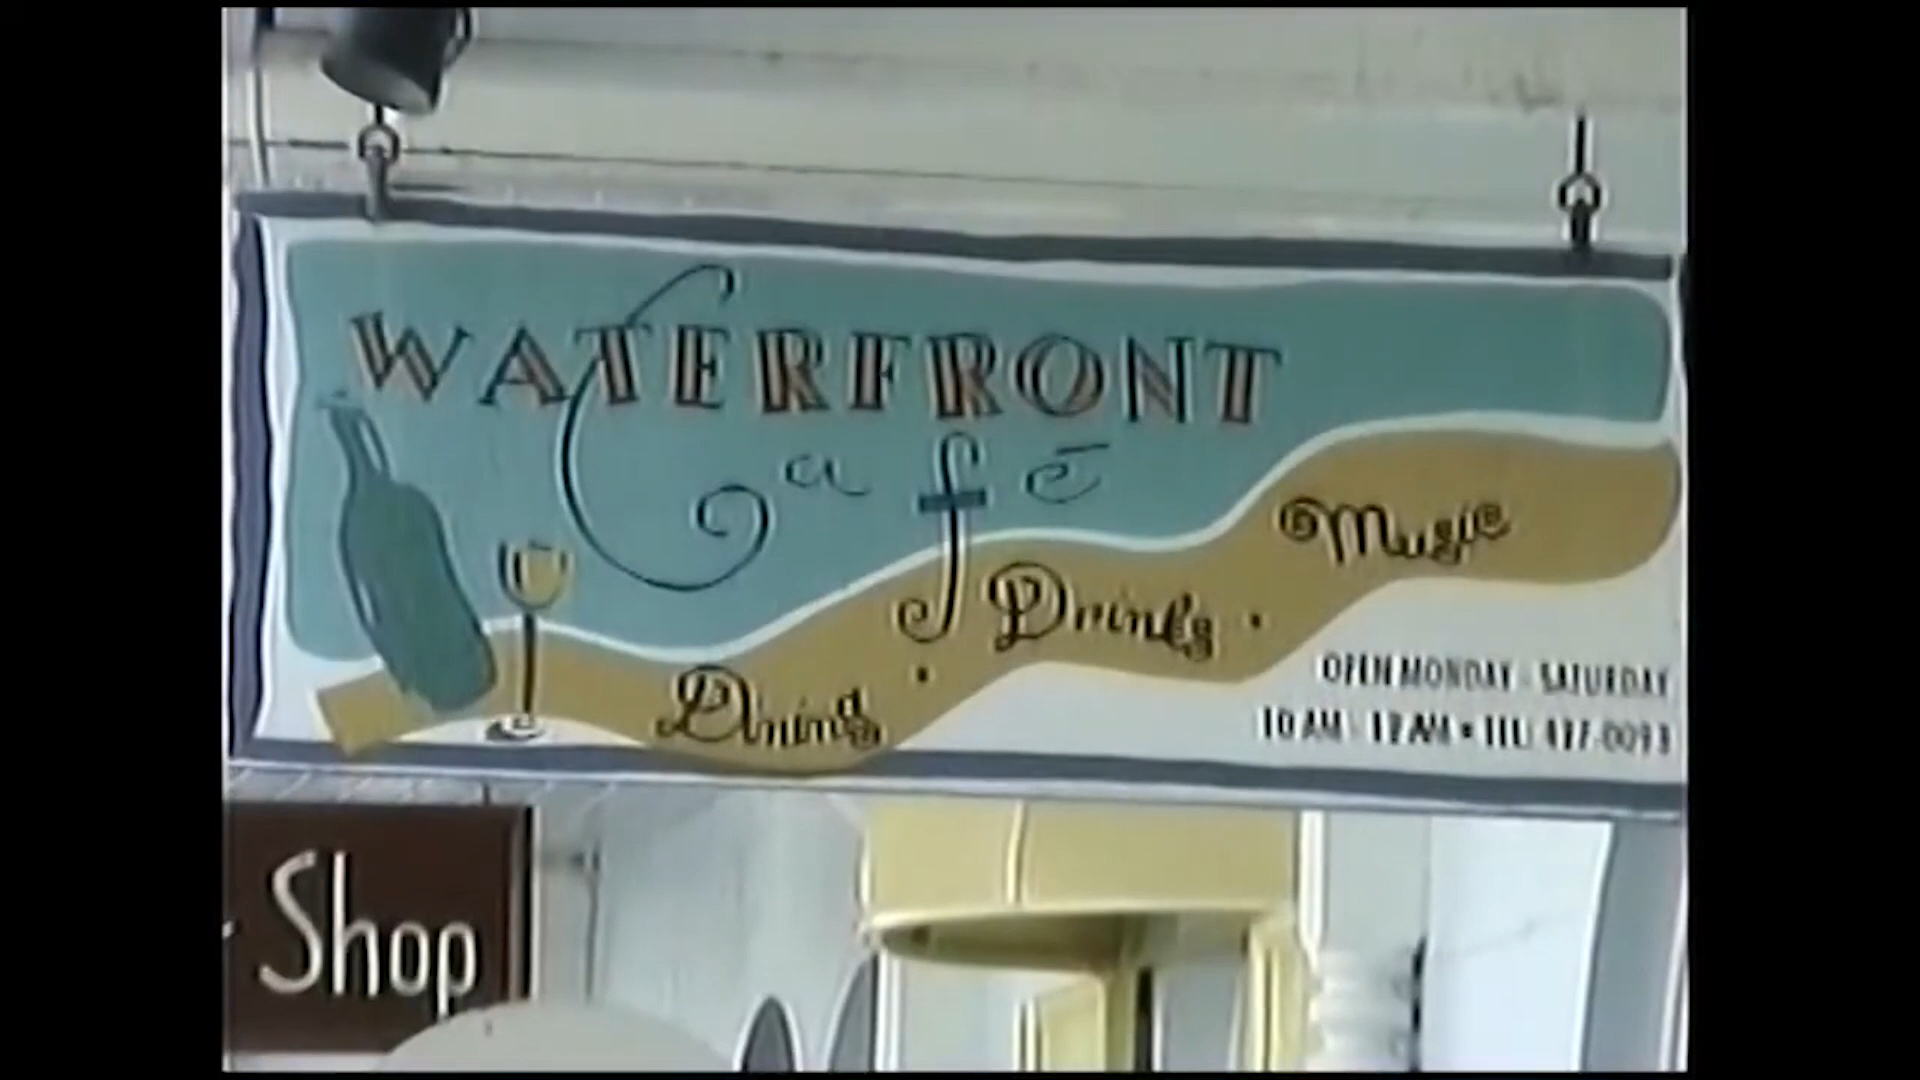 WATERFRONT
Café
Dining · Drinks · Music
OPEN MONDAY - SATURDAY
10 AM - 12 AM • TEL: 477-0093
Shop